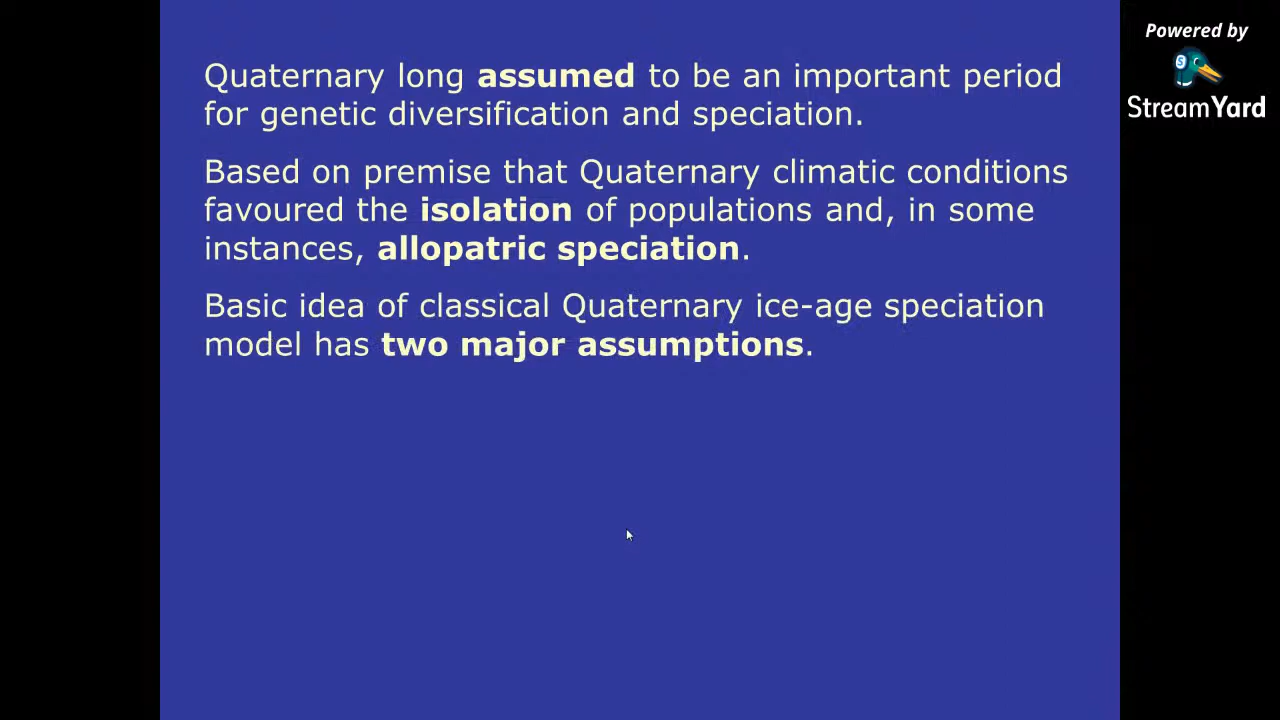 Quaternary long assumed to be an important period
for genetic diversification and speciation.
Based on premise that Quaternary climatic conditions
favoured the isolation of populations and, in some
instances, allopatric speciation.
Basic idea of classical Quaternary ice-age speciation
model has two major assumptions.
Powered by
StreamYard